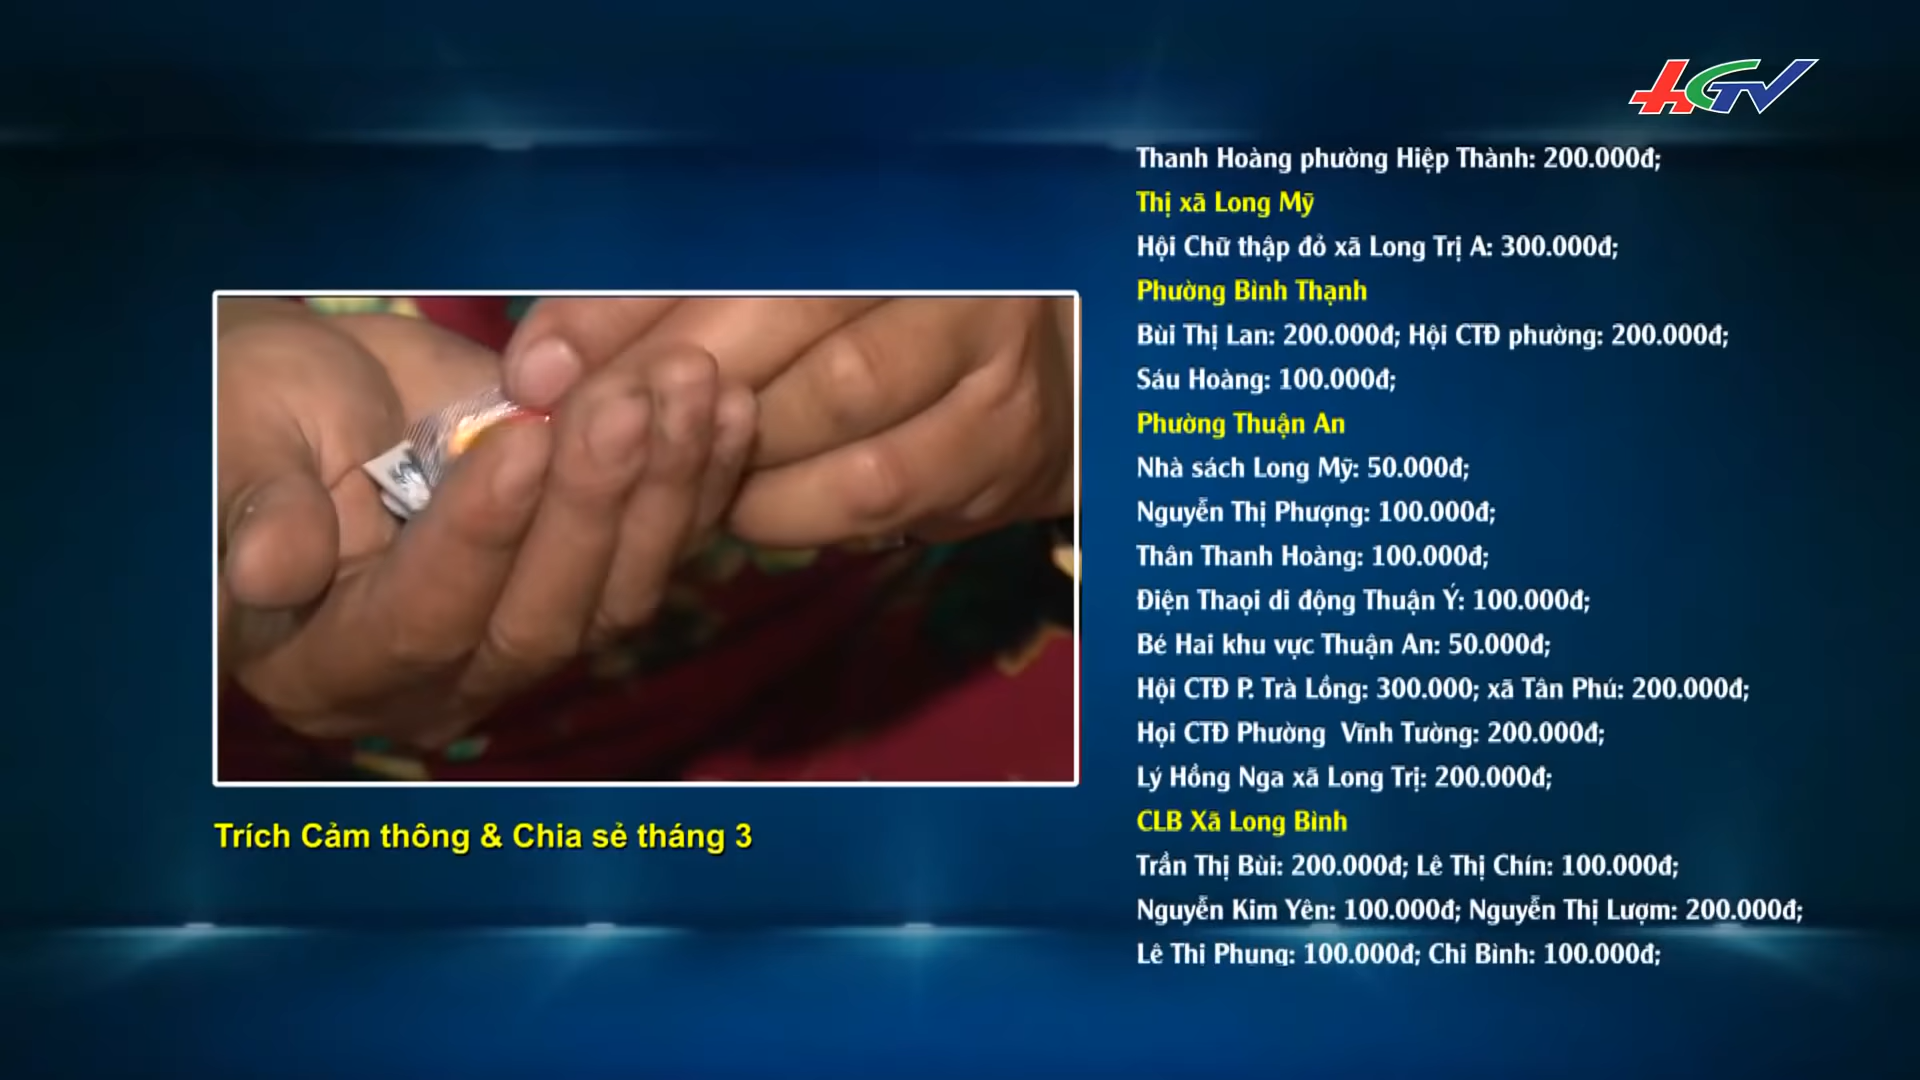 HGTV
Thanh Hoàng phường Hiệp Thành: 200.000đ;
Thị xã Long Mỹ
Hội Chữ thập đỏ xã Long Trị A: 300.000đ;
Phường Bình Thạnh
Bùi Thị Lan: 200.000đ; Hội CTĐ phường: 200.000đ;
Sáu Hoàng: 100.000đ;
Phường Thuận An
Nhà sách Long Mỹ: 50.000đ;
Nguyễn Thị Phượng: 100.000đ;
Thân Thanh Hoàng: 100.000đ;
Điện Thaọi di động Thuận Ý: 100.000đ;
Bé Hai khu vực Thuận An: 50.000đ;
Hội CTĐ P. Trà Lồng: 300.000; xã Tân Phú: 200.000đ;
Họi CTĐ Phường  Vĩnh Tường: 200.000đ;
Lý Hồng Nga xã Long Trị: 200.000đ;
CLB Xã Long Bình
Trần Thị Bùi: 200.000đ; Lê Thị Chín: 100.000đ;
Nguyễn Kim Yên: 100.000đ; Nguyễn Thị Lượm: 200.000đ;
Lê Thị Phụng: 100.000đ; Chị Bình: 100.000đ;
Trích Cảm thông & Chia sẻ tháng 3